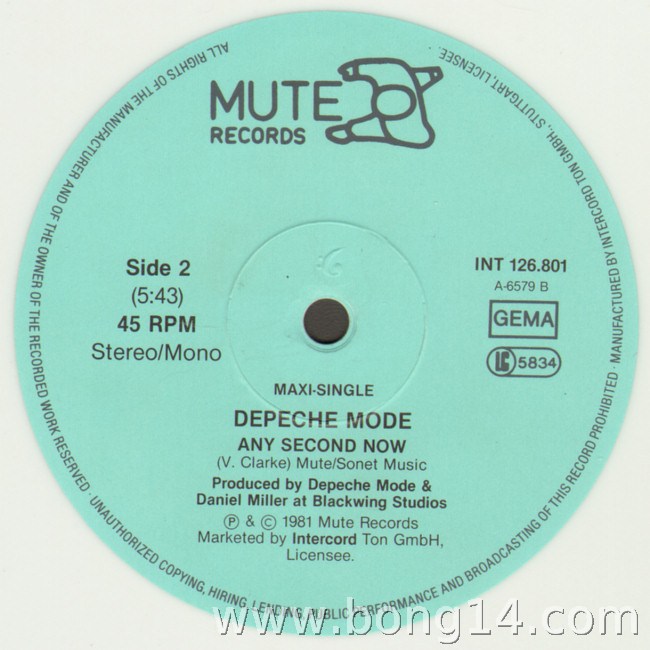 MUTE
RECORDS
Side 2
(5:43)
45 RPM
Stereo/Mono
INT 126.801
A-6579 B
GEMA
LC 5834
MAXI-SINGLE
DEPECHE MODE
ANY SECOND NOW
(V. Clarke) Mute/Sonet Music
Produced by Depeche Mode &
Daniel Miller at Blackwing Studios
Ⓟ & © 1981 Mute Records
Marketed by Intercord Ton GmbH,
Licensee.
ALL RIGHTS OF THE MANUFACTURER AND OF THE OWNER OF THE RECORDED WORK RESERVED · UNAUTHORIZED COPYING, HIRING, LENDING, PUBLIC PERFORMANCE AND BROADCASTING OF THIS RECORD PROHIBITED · MANUFACTURED BY INTERCORD TON GMBH, STUTTGART, LICENSEE.
www.bong14.com